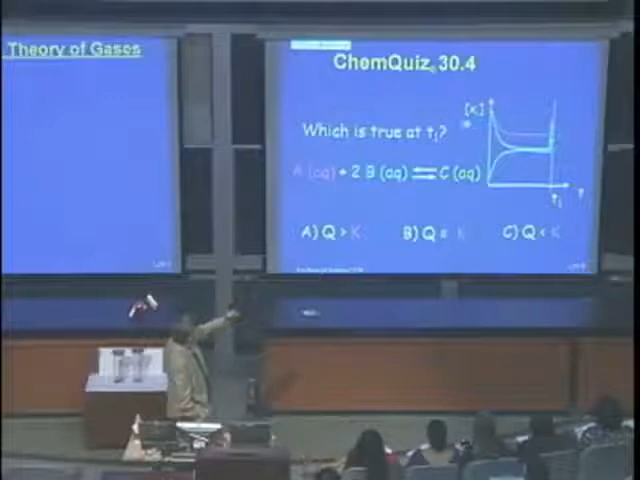 Theory of Gases
ChemQuiz 30.4
[X]
Which is true at t₁?
A (aq) + 2 B (aq) ⇌ C (aq)
t₁
A) Q > K B) Q = K C) Q < K